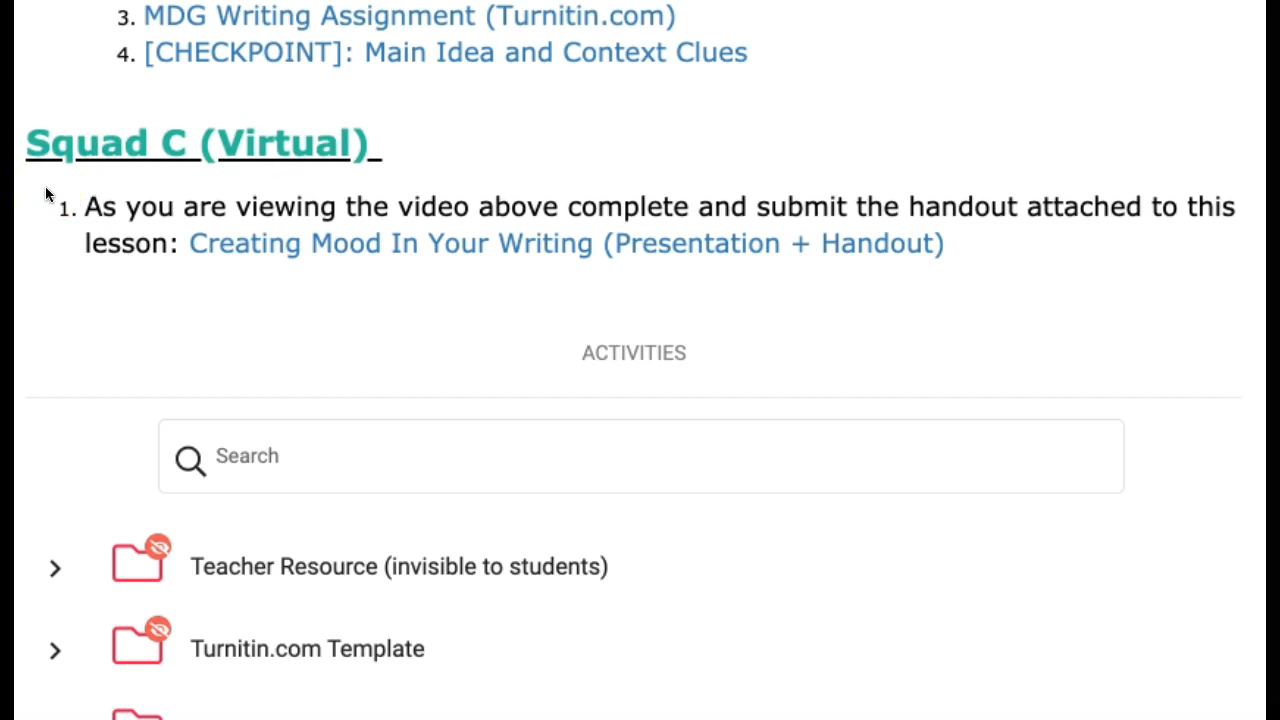 3. MDG Writing Assignment (Turnitin.com)
4. [CHECKPOINT]: Main Idea and Context Clues
Squad C (Virtual)
1. As you are viewing the video above complete and submit the handout attached to this
lesson: Creating Mood In Your Writing (Presentation + Handout)
ACTIVITIES
Search
Teacher Resource (invisible to students)
Turnitin.com Template